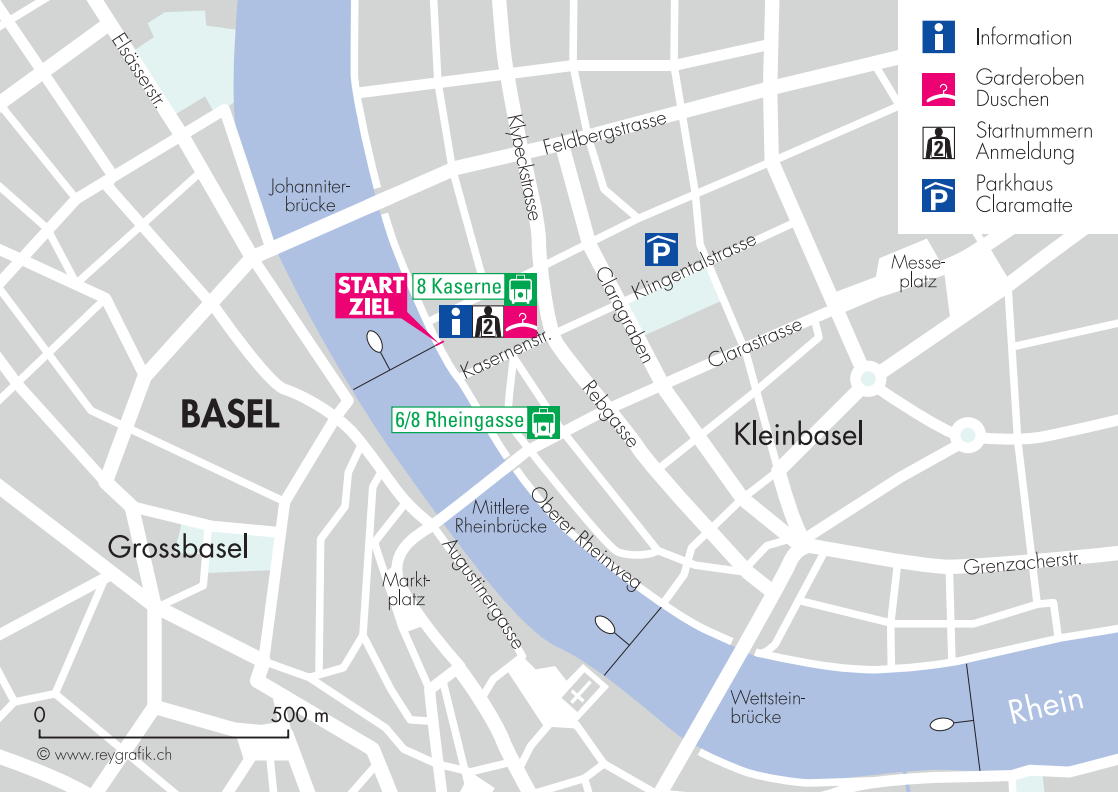 Elsässerstr.
Johanniter-
brücke
Klybeckstrasse
Feldbergstrasse
Information
Garderoben
Duschen
2
Startnummern
Anmeldung
P
Parkhaus
Claramatte
P
Klingentalstrasse
Claragraben
Messe-
platz
START
ZIEL
8 Kaserne
2
Kasernenstr.
Clarastrasse
Rebgasse
BASEL
6/8 Rheingasse
Kleinbasel
Mittlere
Rheinbrücke
Oberer Rheinweg
Grossbasel
Markt-
platz
Augustinergasse
Grenzacherstr.
Wettstein-
brücke
Rhein
0 500 m
© www.reygrafik.ch